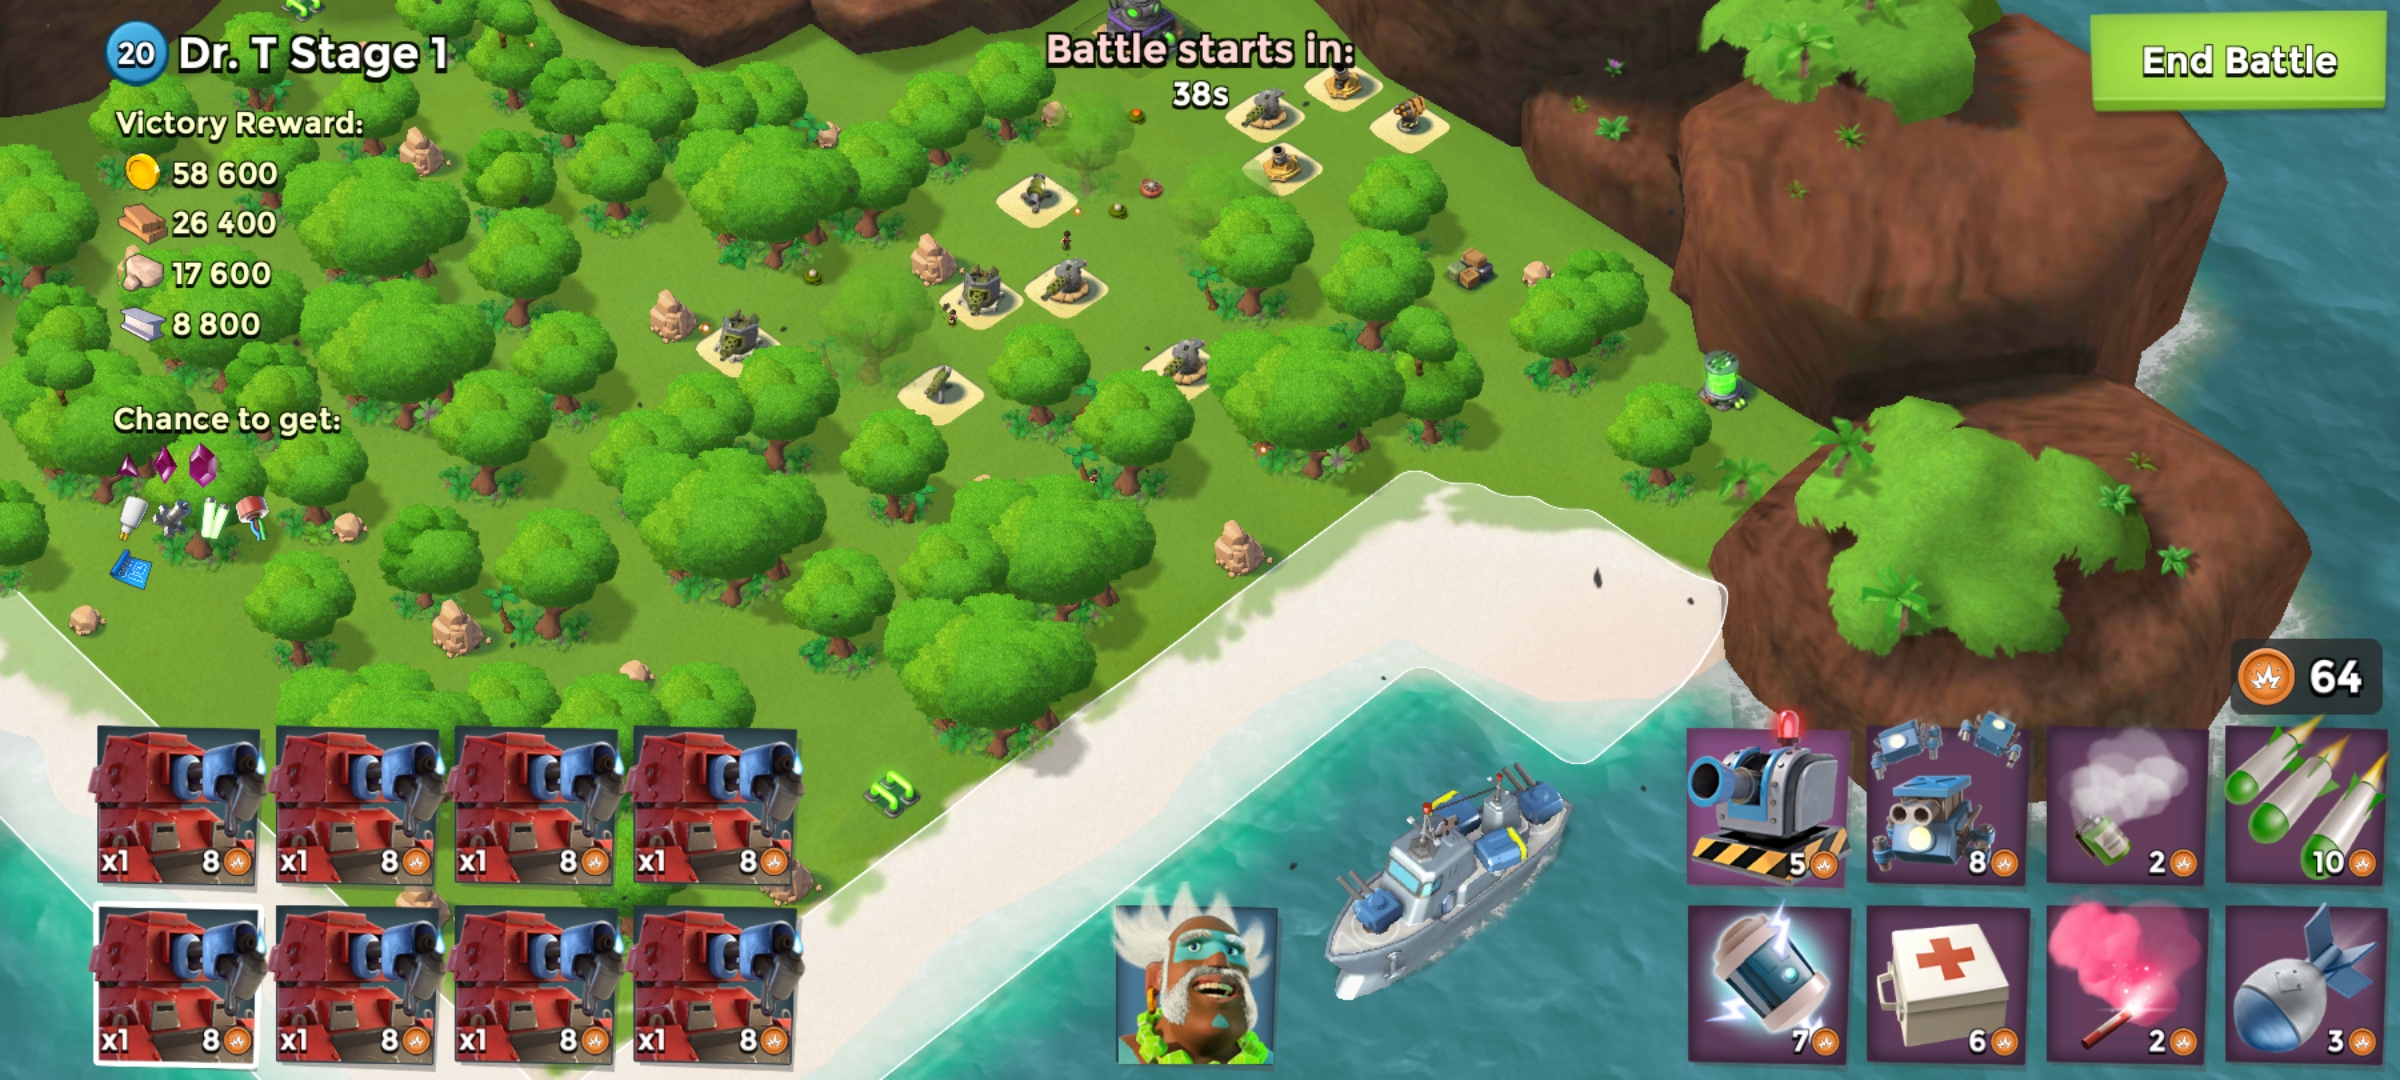 20 Dr. T Stage 1
Victory Reward:
58 600
26 400
17 600
8 800
Chance to get:
Battle starts in:
38s
End Battle
64
x1 8
x1 8
x1 8
x1 8
5
8
2
10
x1 8
x1 8
x1 8
x1 8
7
6
2
3